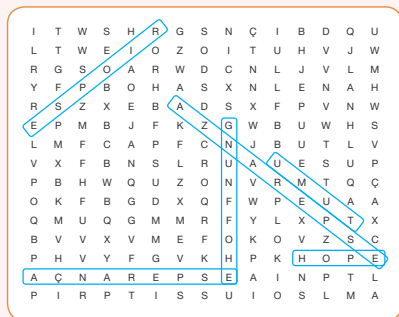 I T W S H R G S N Ç I B D Q U
L T W E I O Z O I T U H V J W
R G S O A R W D C N L J V L M
Y F P B O H A S X N L E N A H
R S Z X E B A D S X F P V N W
E P M B J F K Z G W B U W H S
L M F C A P F C N J B U T L V
V X F B N S L R U A U E S U P
P B H W Q U Z O N V R M T Q Ç
O K F B G D X Q F W P E U A A
Q M U Q G M M R F Y L X P T X
B V V X V M E F O K O V Z S C
P H V Y F G V K H P K H O P E
A Ç N A R E P S E A I N P T L
P I R P T I S S U I O S L M A